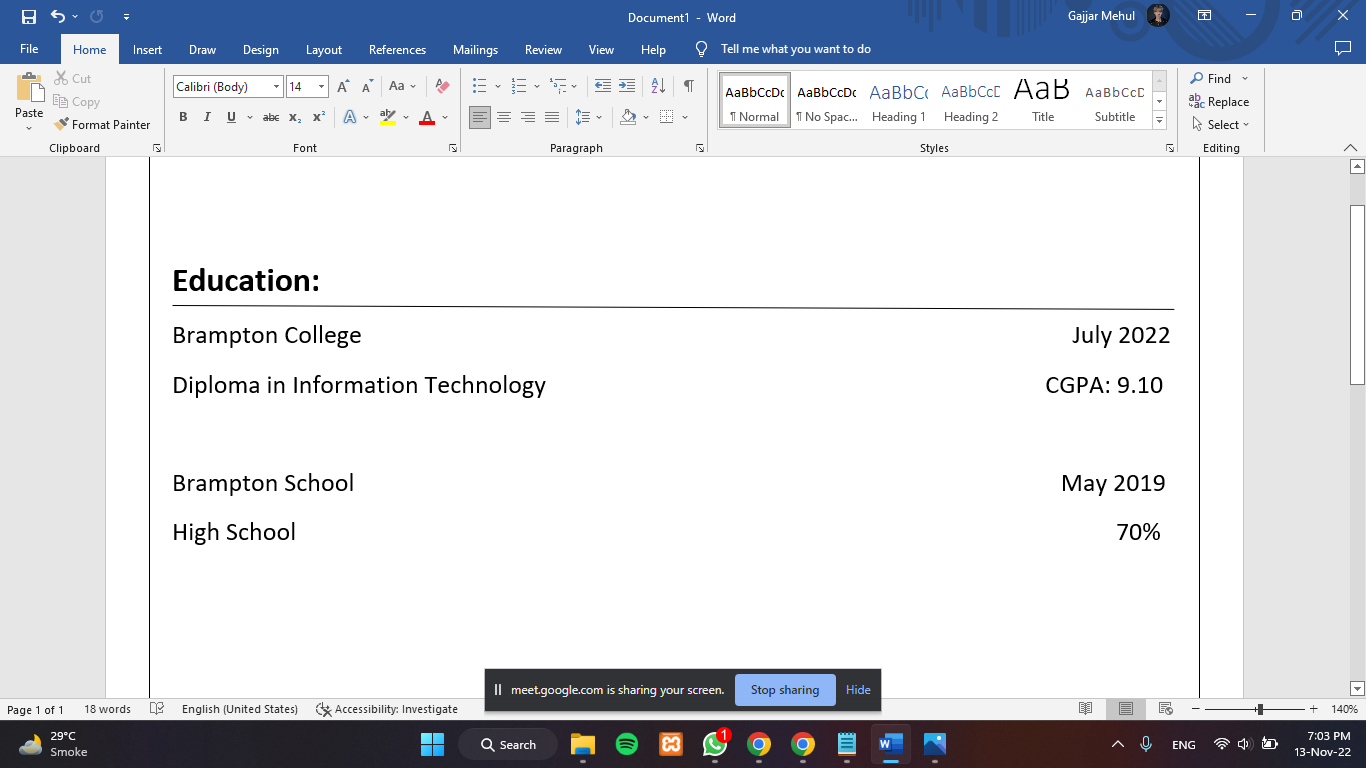 Document1 - Word
Gajjar Mehul
File Home Insert Draw Design Layout References Mailings Review View Help Tell me what you want to do
Paste
Cut
Copy
Format Painter
Clipboard
Calibri (Body) 14 A A Aa A
B I U abc x₂ x² A ab A
Font
Paragraph
AaBbCcDc AaBbCcDc AaBbCc AaBbCcD AaB AaBbCcD
¶ Normal ¶ No Spac... Heading 1 Heading 2 Title Subtitle
Styles
Find
Replace
Select
Editing
Education:
Brampton College July 2022
Diploma in Information Technology CGPA: 9.10
Brampton School May 2019
High School 70%
meet.google.com is sharing your screen. Stop sharing Hide
Page 1 of 1 18 words English (United States) Accessibility: Investigate 140%
29°C
Smoke
Search
1
ENG
7:03 PM
13-Nov-22